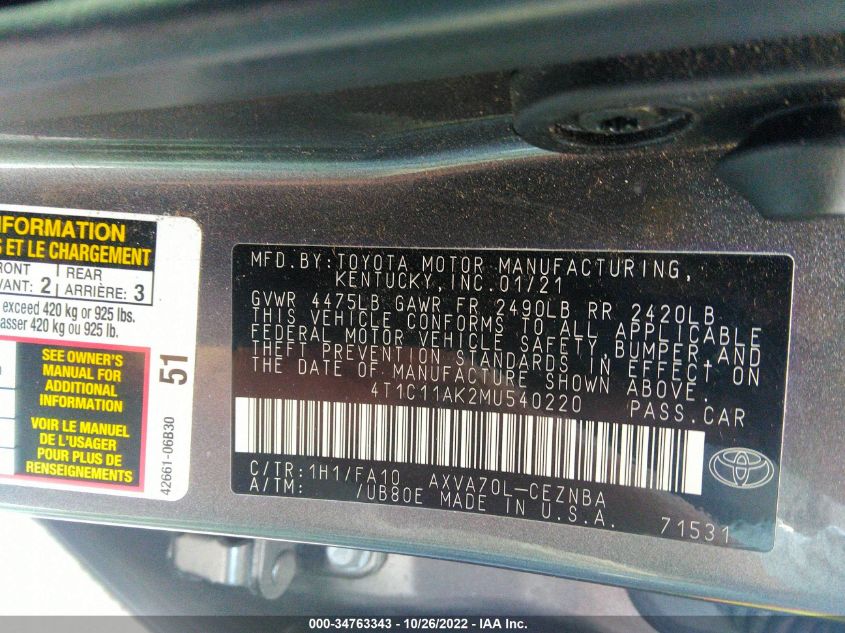 INFORMATION
S ET LE CHARGEMENT
FRONT
REAR
VANT: 2
ARRIÈRE: 3
exceed 420 kg or 925 lbs.
asser 420 kg ou 925 lb.
SEE OWNER'S
MANUAL FOR
ADDITIONAL
INFORMATION
VOIR LE MANUEL
DE L'USAGER
POUR PLUS DE
RENSEIGNEMENTS
51
42661-06B30
MFD.BY:TOYOTA MOTOR MANUFACTURING,
KENTUCKY, INC. 01/21
GVWR 4475LB GAWR FR 2490LB RR 2420LB
THIS VEHICLE CONFORMS TO ALL APPLICABLE
FEDERAL MOTOR VEHICLE SAFETY, BUMPER, AND
THEFT PREVENTION STANDARDS IN EFFECT ON
THE DATE OF MANUFACTURE SHOWN ABOVE.
4T1C11AK2MU540220 PASS.CAR
C/TR: 1H1/FA10 AXVA70L-CEZNBA
A/TM: /UB80E MADE IN U.S.A.
71531
TOYOTA
000-34763343 - 10/26/2022 - IAA Inc.